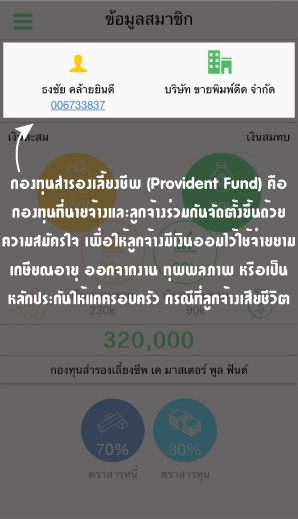 ข้อมูลสมาชิก
ธงชัย คล้ายยินดี
006733837
บริษัท ขายพิมพ์ดีด จำกัด
เงินสะสม
เงินสมทบ
กองทุนสำรองเลี้ยงชีพ (Provident Fund) คือ
กองทุนที่นายจ้างและลูกจ้างร่วมกันจัดตั้งขึ้นด้วย
ความสมัครใจ เพื่อให้ลูกจ้างมีเงินออมไว้ใช้จ่ายยาม
เกษียณอายุ ออกจากงาน ทุพพลภาพ หรือเป็น
หลักประกันให้แก่ครอบครัว กรณีที่ลูกจ้างเสียชีวิต
230k
90k
320,000
กองทุนสำรองเลี้ยงชีพ เค มาสเตอร์ พูล ฟันด์
70%
30%
ตราสารหนี้
ตราสารทุน